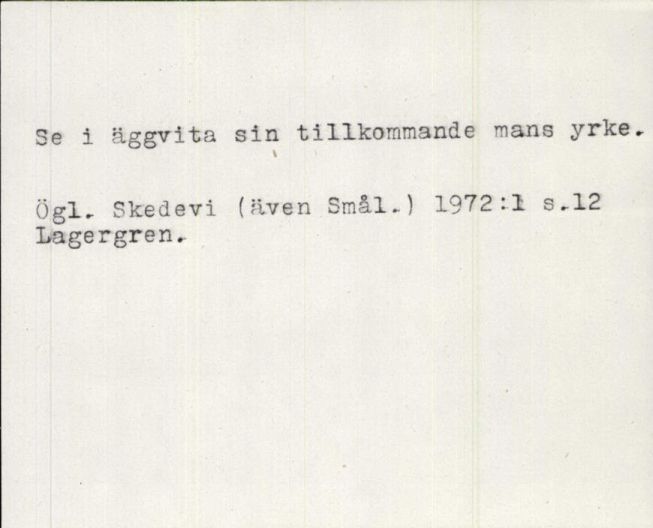 Se i äggvita sin tillkommande mans yrke.
Ögl. Skedevi (även Smål.) 1972:1 s.12
Lagergren.